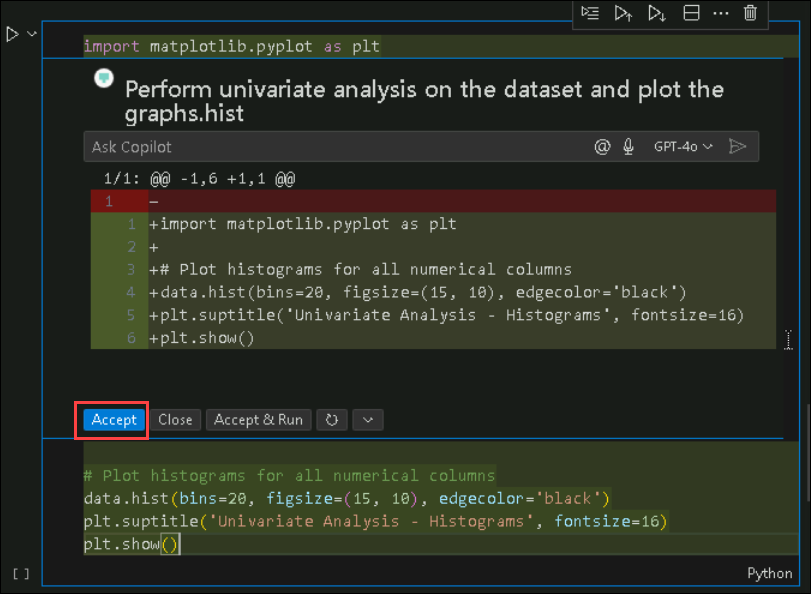 import matplotlib.pyplot as plt
Perform univariate analysis on the dataset and plot the
graphs.hist
Ask Copilot
@ GPT-4o
1/1: @@ -1,6 +1,1 @@
1 -
1 +import matplotlib.pyplot as plt
2 +
3 +# Plot histograms for all numerical columns
4 +data.hist(bins=20, figsize=(15, 10), edgecolor='black')
5 +plt.suptitle('Univariate Analysis - Histograms', fontsize=16)
6 +plt.show()
Accept Close Accept & Run
# Plot histograms for all numerical columns
data.hist(bins=20, figsize=(15, 10), edgecolor='black')
plt.suptitle('Univariate Analysis - Histograms', fontsize=16)
plt.show()
[ ] Python